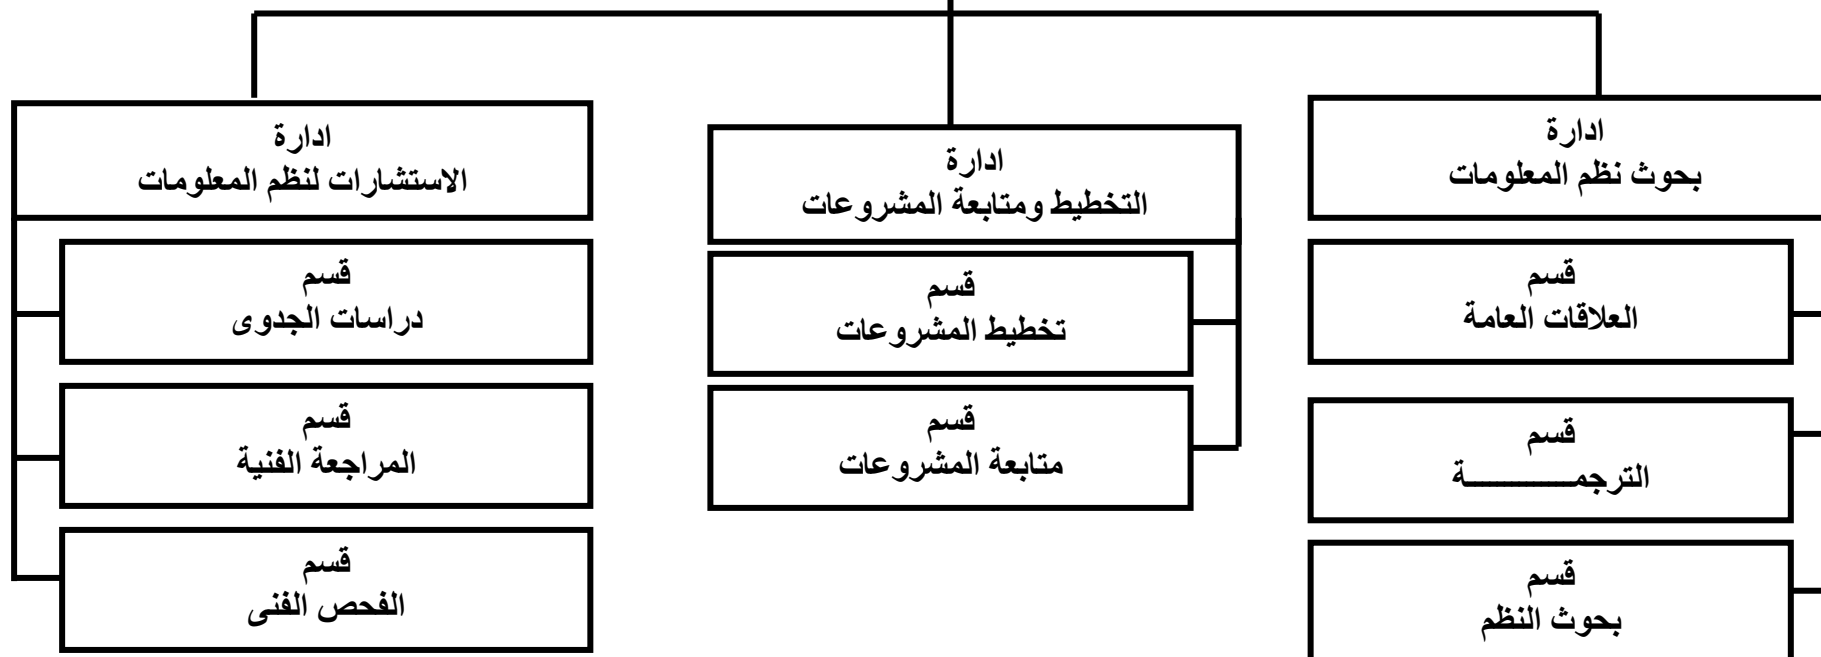 ادارة
بحوث نظم المعلومات
قسم
العلاقات العامة
قسم
الترجمــــــــــــة
قسم
بحوث النظم
ادارة
التخطيط ومتابعة المشروعات
قسم
تخطيط المشروعات
قسم
متابعة المشروعات
ادارة
الاستشارات لنظم المعلومات
قسم
دراسات الجدوى
قسم
المراجعة الفنية
قسم
الفحص الفنى